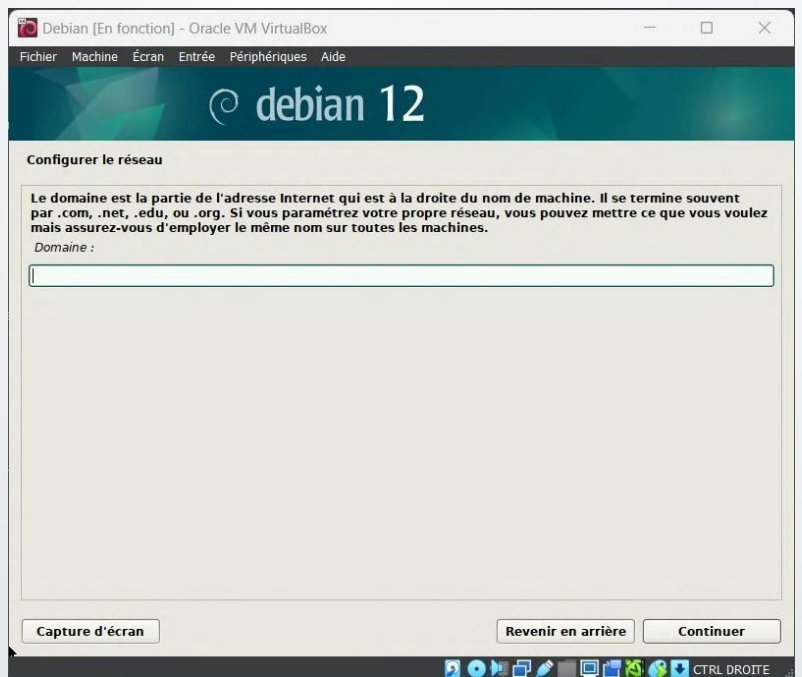 Debian [En fonction] - Oracle VM VirtualBox
Fichier Machine Écran Entrée Périphériques Aide
debian 12
Configurer le réseau
Le domaine est la partie de l'adresse Internet qui est à la droite du nom de machine. Il se termine souvent
par .com, .net, .edu, ou .org. Si vous paramétrez votre propre réseau, vous pouvez mettre ce que vous voulez
mais assurez-vous d'employer le même nom sur toutes les machines.
Domaine :
Capture d'écran
Revenir en arrière
Continuer
CTRL DROITE